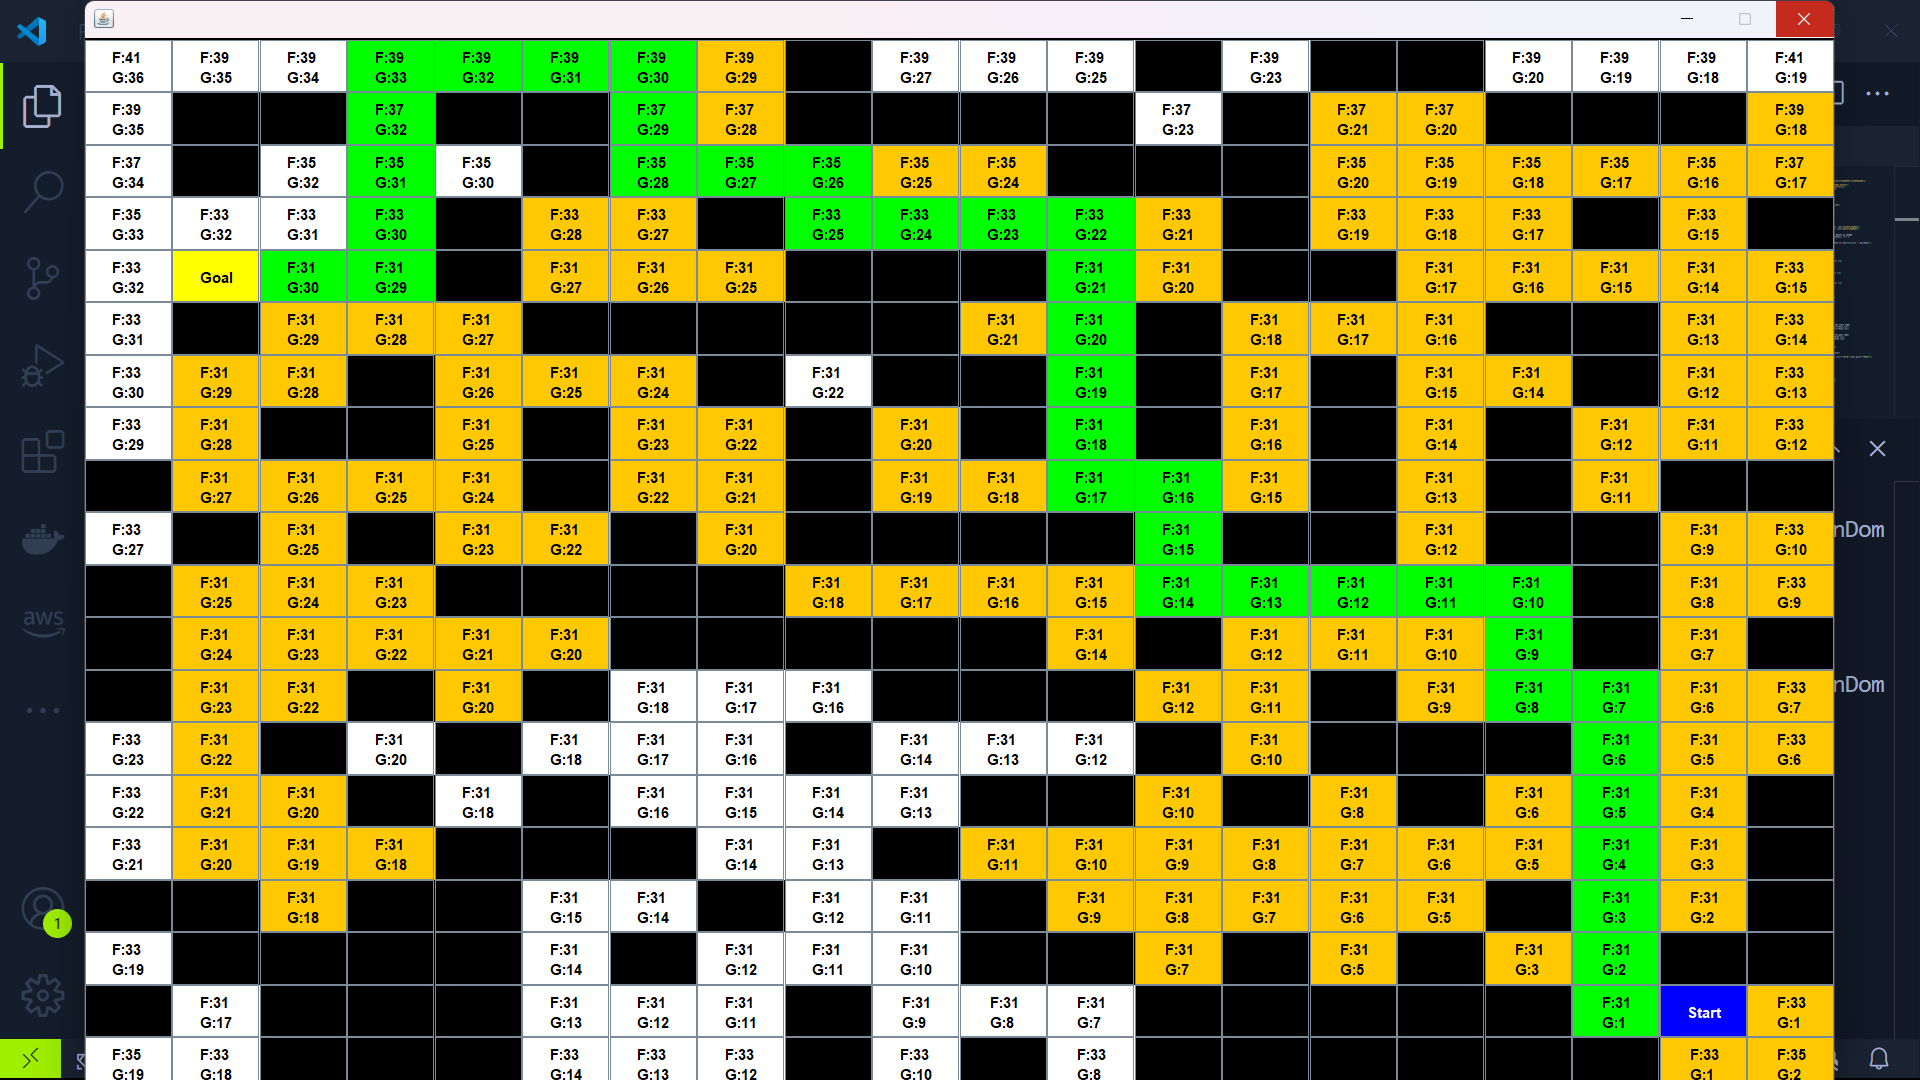 F:41 F:39 F:39 F:39 F:39 F:39 F:39 F:39 F:39 F:39 F:39 F:39 F:39 F:39 F:39 F:41
G:36 G:35 G:34 G:33 G:32 G:31 G:30 G:29 G:27 G:26 G:25 G:23 G:20 G:19 G:18 G:19
F:39 F:37 F:37 F:37 F:37 F:37 F:37 F:39
G:35 G:32 G:29 G:28 G:23 G:21 G:20 G:18
F:37 F:35 F:35 F:35 F:35 F:35 F:35 F:35 F:35 F:35 F:35 F:35 F:35 F:35 F:37
G:34 G:32 G:31 G:30 G:28 G:27 G:26 G:25 G:24 G:20 G:19 G:18 G:17 G:16 G:17
F:35 F:33 F:33 F:33 F:33 F:33 F:33 F:33 F:33 F:33 F:33 F:33 F:33 F:33 F:33
G:33 G:32 G:31 G:30 G:28 G:27 G:25 G:24 G:23 G:22 G:21 G:19 G:18 G:17 G:15
F:33 Goal F:31 F:31 F:31 F:31 F:31 F:31 F:31 F:31 F:31 F:31 F:31 F:33
G:32 G:30 G:29 G:27 G:26 G:25 G:21 G:20 G:17 G:16 G:15 G:14 G:15
F:33 F:31 F:31 F:31 F:31 F:31 F:31 F:31 F:31 F:31 F:33
G:31 G:29 G:28 G:27 G:21 G:20 G:18 G:17 G:16 G:13 G:14
F:33 F:31 F:31 F:31 F:31 F:31 F:31 F:31 F:31 F:31 F:31 F:31 F:33
G:30 G:29 G:28 G:26 G:25 G:24 G:22 G:19 G:17 G:15 G:14 G:12 G:13
F:33 F:31 F:31 F:31 F:31 F:31 F:31 F:31 F:31 F:31 F:31 F:33
G:29 G:28 G:25 G:23 G:22 G:20 G:18 G:16 G:14 G:12 G:11 G:12
F:31 F:31 F:31 F:31 F:31 F:31 F:31 F:31 F:31 F:31 F:31 F:31 F:31
G:27 G:26 G:25 G:24 G:22 G:21 G:19 G:18 G:17 G:16 G:15 G:13 G:11
F:33 F:31 F:31 F:31 F:31 F:31 F:31 F:31 F:33 nDom
G:27 G:25 G:23 G:22 G:20 G:15 G:12 G:9 G:10
F:31 F:31 F:31 F:31 F:31 F:31 F:31 F:31 F:31 F:31 F:31 F:31 F:31 F:33
G:25 G:24 G:23 G:18 G:17 G:16 G:15 G:14 G:13 G:12 G:11 G:10 G:8 G:9
aws
F:31 F:31 F:31 F:31 F:31 F:31 F:31 F:31 F:31 F:31 F:31
G:24 G:23 G:22 G:21 G:20 G:14 G:12 G:11 G:10 G:9 G:7
F:31 F:31 F:31 F:31 F:31 F:31 F:31 F:31 F:31 F:31 F:31 F:31 F:33 nDom
G:23 G:22 G:20 G:18 G:17 G:16 G:12 G:11 G:9 G:8 G:7 G:6 G:7
F:33 F:31 F:31 F:31 F:31 F:31 F:31 F:31 F:31 F:31 F:31 F:31 F:33
G:23 G:22 G:20 G:18 G:17 G:16 G:14 G:13 G:12 G:10 G:6 G:5 G:6
F:33 F:31 F:31 F:31 F:31 F:31 F:31 F:31 F:31 F:31 F:31 F:31 F:31
G:22 G:21 G:20 G:18 G:16 G:15 G:14 G:13 G:10 G:8 G:6 G:5 G:4
F:33 F:31 F:31 F:31 F:31 F:31 F:31 F:31 F:31 F:31 F:31 F:31 F:31 F:31 F:31
G:21 G:20 G:19 G:18 G:14 G:13 G:11 G:10 G:9 G:8 G:7 G:6 G:5 G:4 G:3
F:31 F:31 F:31 F:31 F:31 F:31 F:31 F:31 F:31 F:31 F:31 F:31
G:18 G:15 G:14 G:12 G:11 G:9 G:8 G:7 G:6 G:5 G:3 G:2
1
F:33 F:31 F:31 F:31 F:31 F:31 F:31 F:31 F:31
G:19 G:14 G:12 G:11 G:10 G:7 G:5 G:3 G:2
F:31 F:31 F:31 F:31 F:31 F:31 F:31 F:31 Start F:33
G:17 G:13 G:12 G:11 G:9 G:8 G:7 G:1 G:1
F:35 F:33 F:33 F:33 F:33 F:33 F:33 F:33 F:35
G:19 G:18 G:14 G:13 G:12 G:10 G:8 G:1 G:2